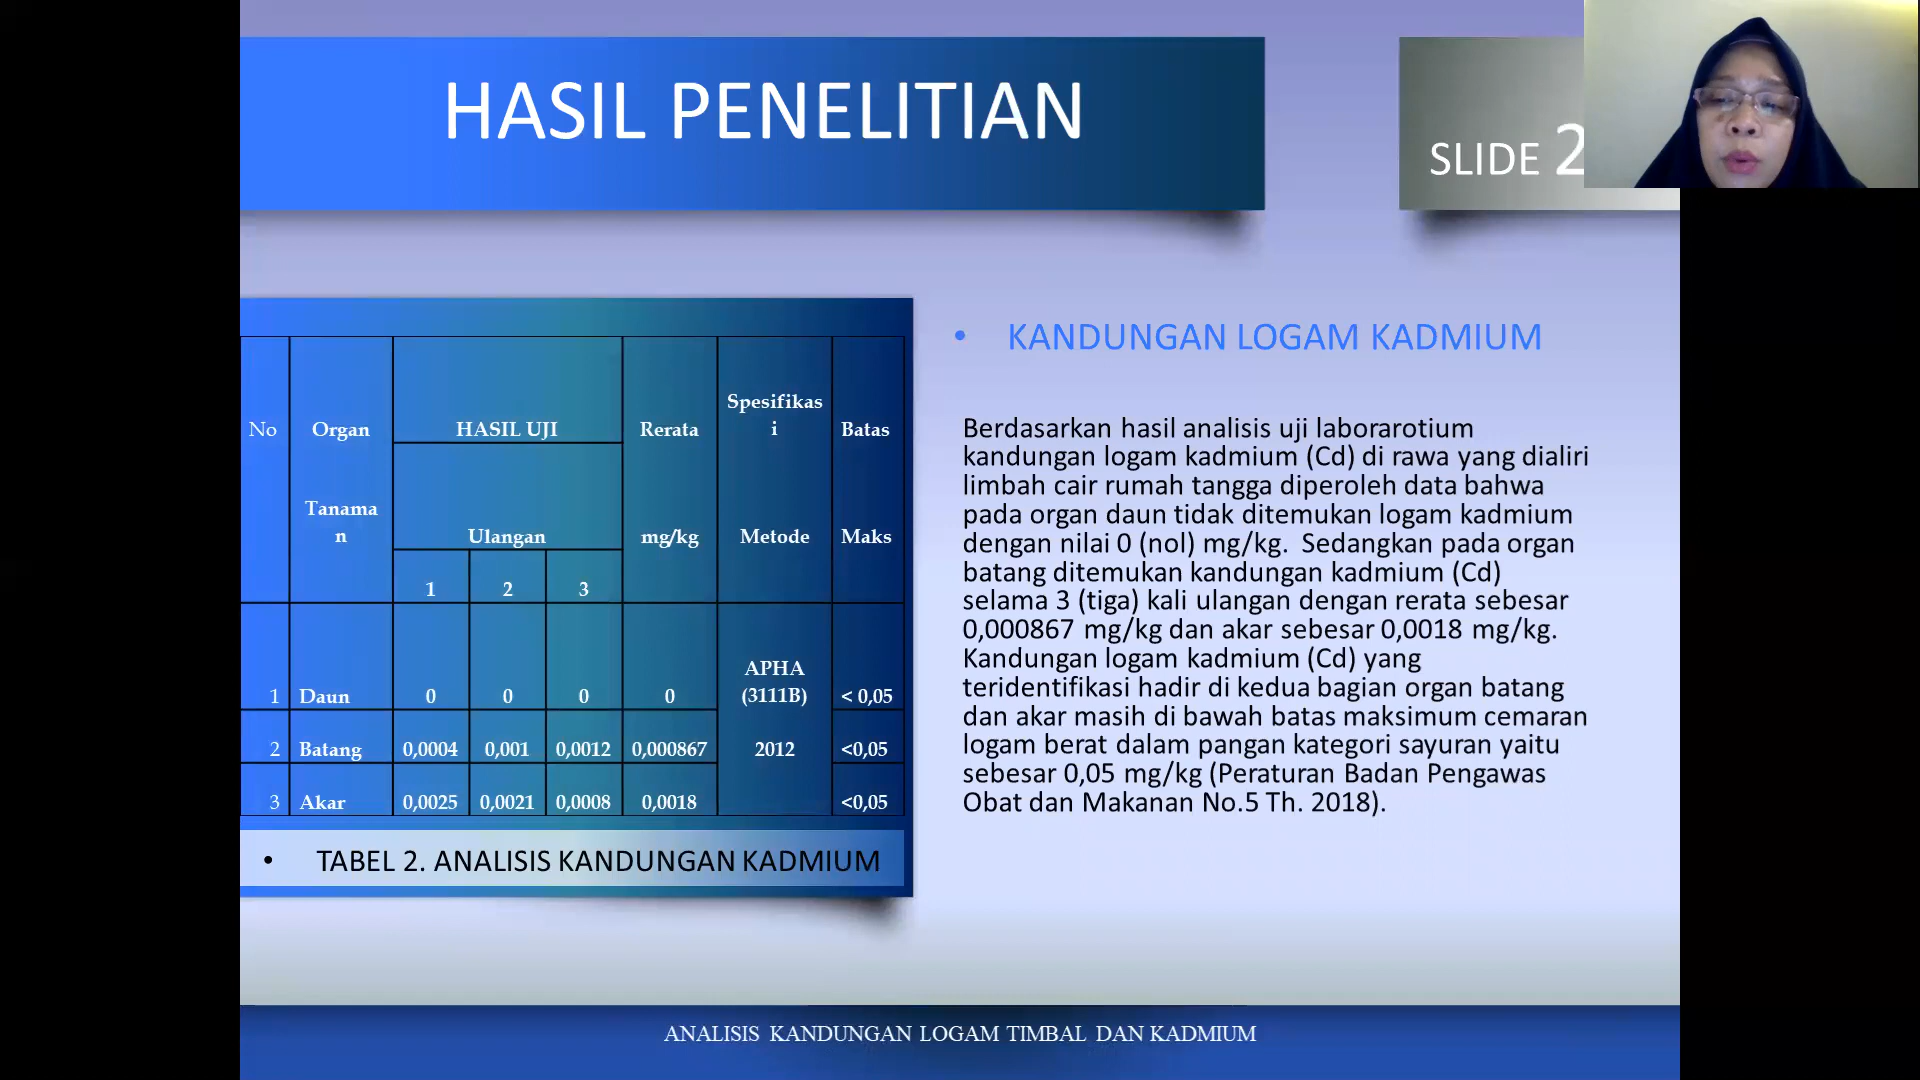 HASIL PENELITIAN
SLIDE 2
No Organ HASIL UJI Rerata Spesifikas
i Batas
Tanama
n Ulangan mg/kg Metode Maks
1 2 3
1 Daun 0 0 0 0 APHA
(3111B) < 0,05
2 Batang 0,0004 0,001 0,0012 0,000867 2012 <0,05
3 Akar 0,0025 0,0021 0,0008 0,0018 <0,05
• TABEL 2. ANALISIS KANDUNGAN KADMIUM
• KANDUNGAN LOGAM KADMIUM
Berdasarkan hasil analisis uji laborarotium
kandungan logam kadmium (Cd) di rawa yang dialiri
limbah cair rumah tangga diperoleh data bahwa
pada organ daun tidak ditemukan logam kadmium
dengan nilai 0 (nol) mg/kg. Sedangkan pada organ
batang ditemukan kandungan kadmium (Cd)
selama 3 (tiga) kali ulangan dengan rerata sebesar
0,000867 mg/kg dan akar sebesar 0,0018 mg/kg.
Kandungan logam kadmium (Cd) yang
teridentifikasi hadir di kedua bagian organ batang
dan akar masih di bawah batas maksimum cemaran
logam berat dalam pangan kategori sayuran yaitu
sebesar 0,05 mg/kg (Peraturan Badan Pengawas
Obat dan Makanan No.5 Th. 2018).
ANALISIS KANDUNGAN LOGAM TIMBAL DAN KADMIUM